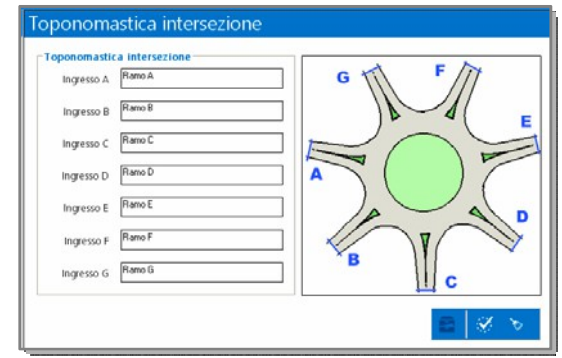 Toponomastica intersezione
Toponomastica intersezione
Ingresso A Ramo A
Ingresso B Ramo B
Ingresso C Ramo C
Ingresso D Ramo D
Ingresso E Ramo E
Ingresso F Ramo F
Ingresso G Ramo G
G F
E
A
D
B
C